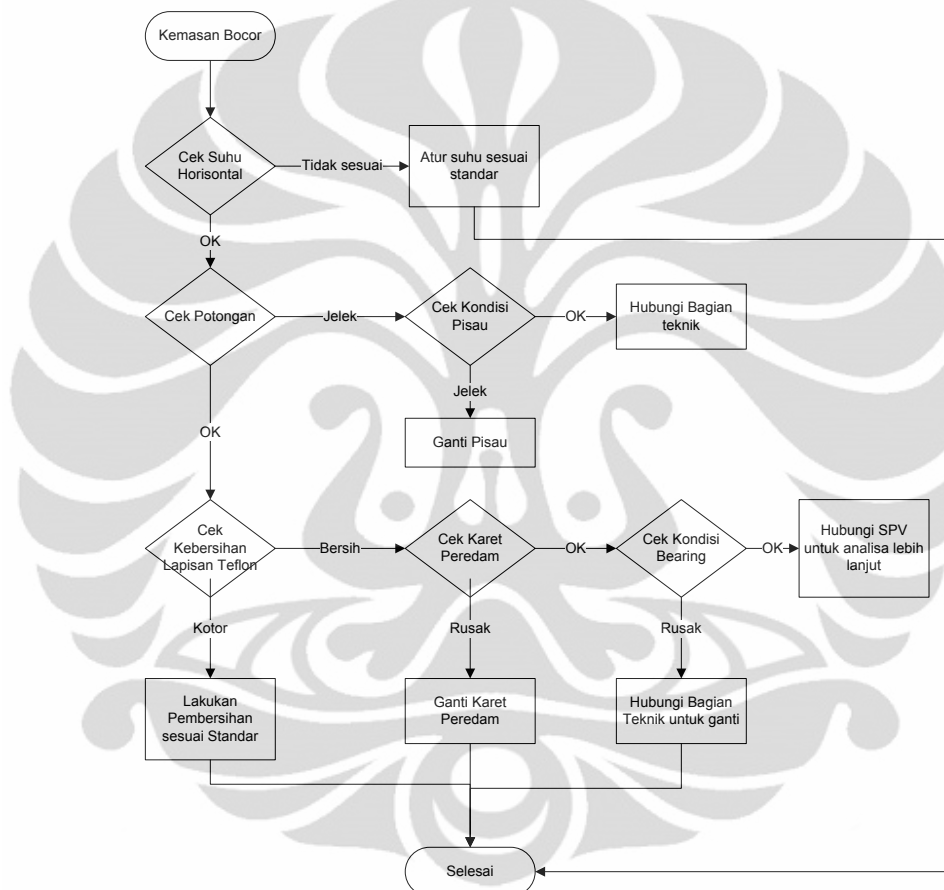 Kemasan Bocor
Cek Suhu
Horisontal
Tidak sesuai
Atur suhu sesuai
standar
OK
Cek Potongan
Jelek
Cek Kondisi
Pisau
OK
Hubungi Bagian
teknik
Jelek
Ganti Pisau
OK
Cek
Kebersihan
Lapisan Teflon
Bersih
Cek Karet
Peredam
OK
Cek Kondisi
Bearing
OK
Hubungi SPV
untuk analisa lebih
lanjut
Kotor
Rusak
Rusak
Lakukan
Pembersihan
sesuai Standar
Ganti Karet
Peredam
Hubungi Bagian
Teknik untuk ganti
Selesai